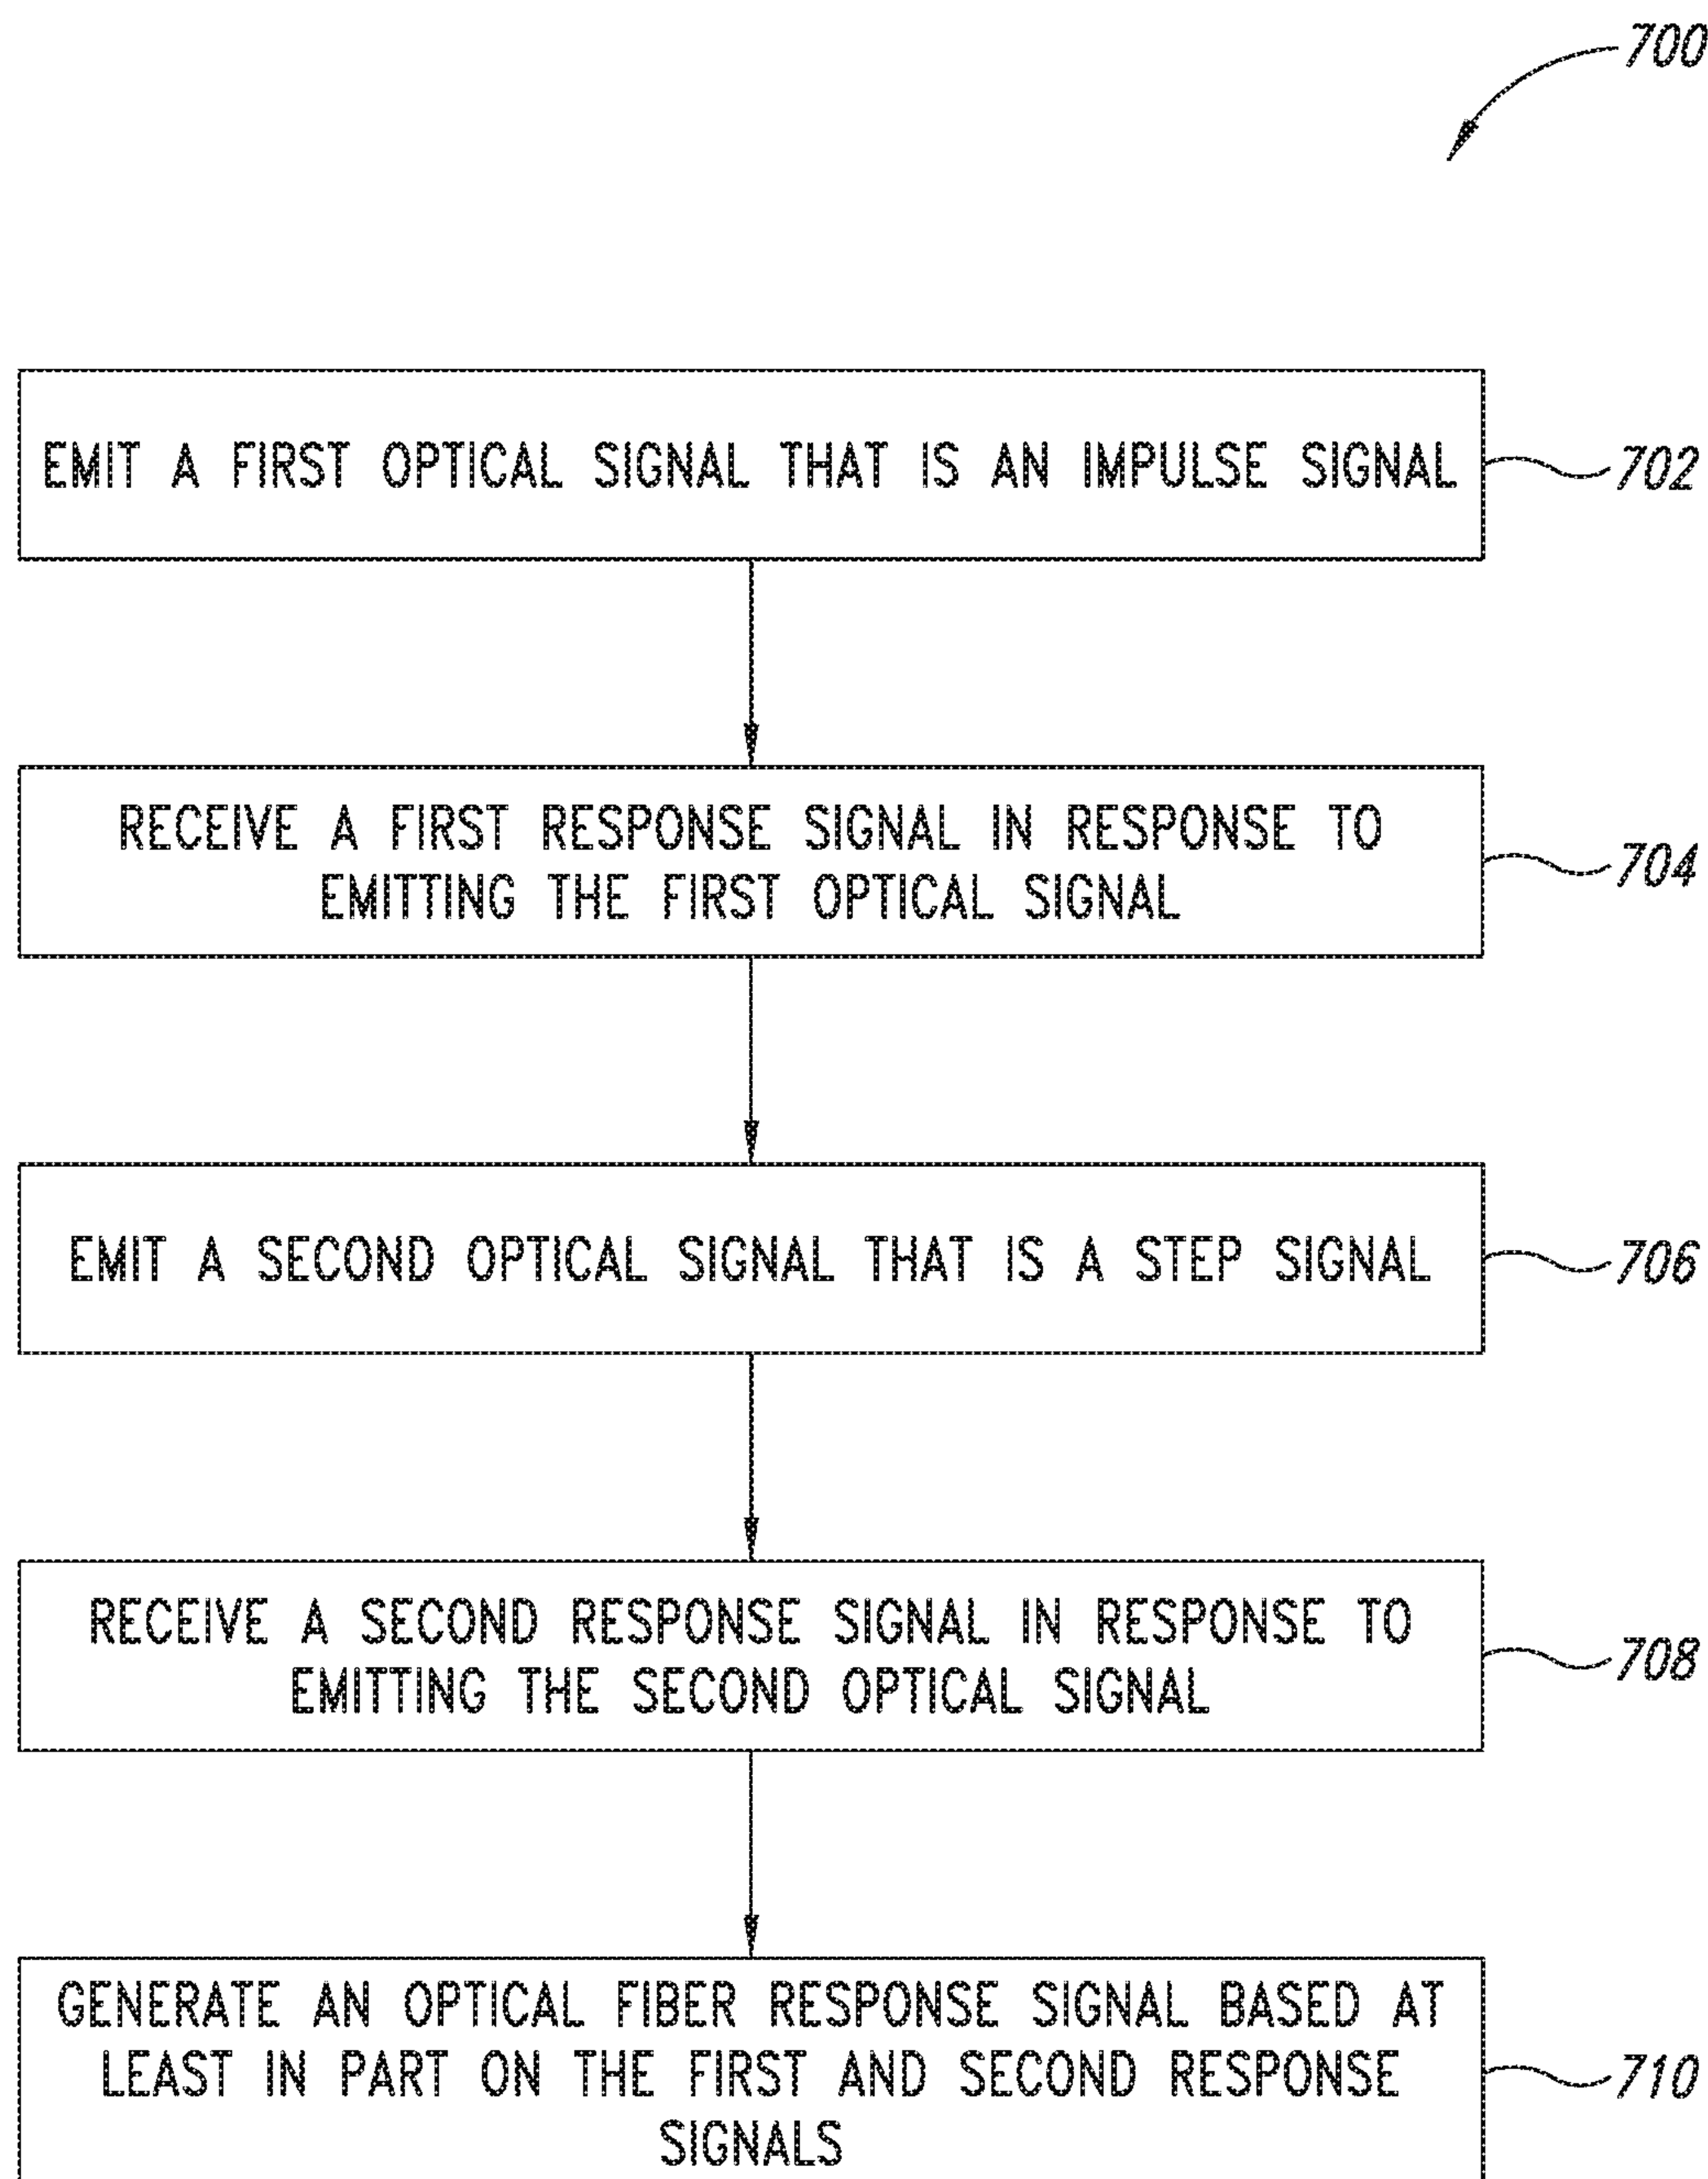 700
EMIT A FIRST OPTICAL SIGNAL THAT IS AN IMPULSE SIGNAL
702
RECEIVE A FIRST RESPONSE SIGNAL IN RESPONSE TO
EMITTING THE FIRST OPTICAL SIGNAL
704
EMIT A SECOND OPTICAL SIGNAL THAT IS A STEP SIGNAL
706
RECEIVE A SECOND RESPONSE SIGNAL IN RESPONSE TO
EMITTING THE SECOND OPTICAL SIGNAL
708
GENERATE AN OPTICAL FIBER RESPONSE SIGNAL BASED AT
LEAST IN PART ON THE FIRST AND SECOND RESPONSE
SIGNALS
710